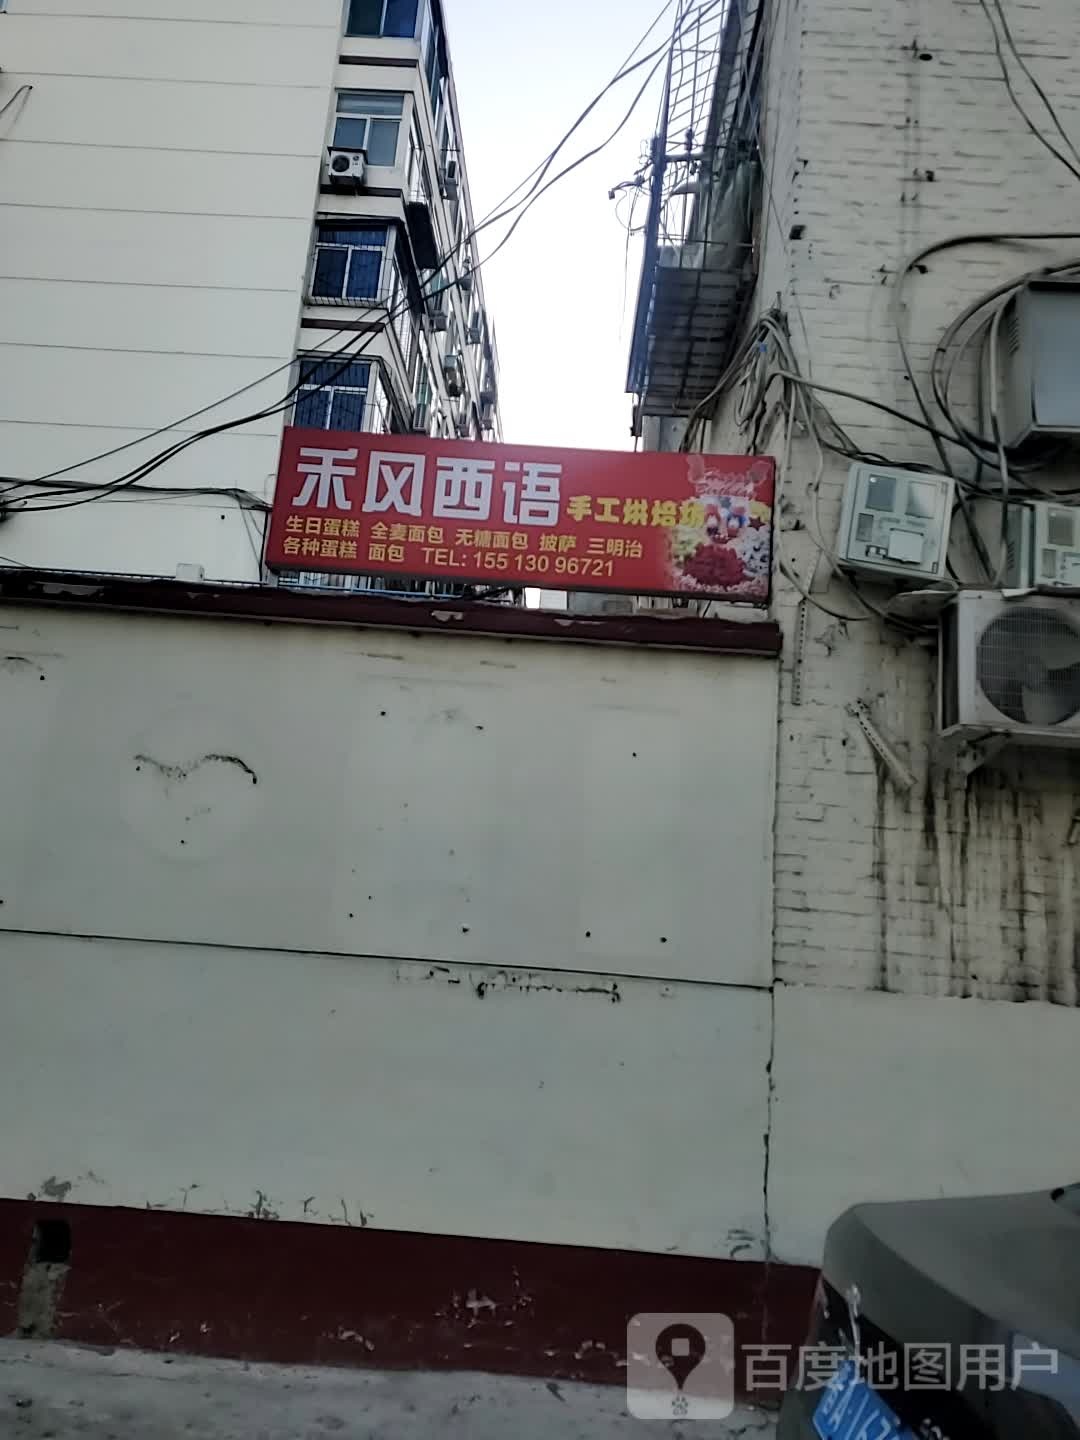 禾风西语 手工烘焙坊
生日蛋糕 全麦面包 无糖面包 披萨 三明治
各种蛋糕 面包 TEL: 155 130 96721
百度地图用户